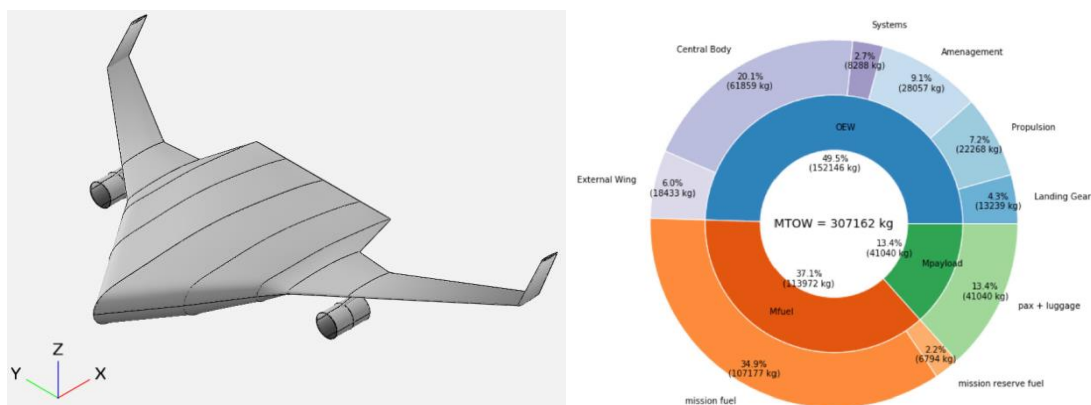 Z
Y
X
Systems
Central Body
Amenagement
2.7%
(8288 kg)
20.1%
(61859 kg)
9.1%
(28057 kg)
Propulsion
7.2%
(22268 kg)
OEW
49.5%
(152146 kg)
External Wing
6.0%
(18433 kg)
4.3%
(13239 kg)
Landing Gear
MTOW = 307162 kg
13.4%
(41040 kg)
Mpayload
37.1%
(113972 kg)
13.4%
(41040 kg)
pax + luggage
Mfuel
2.2%
(6794 kg)
34.9%
(107177 kg)
mission reserve fuel
mission fuel